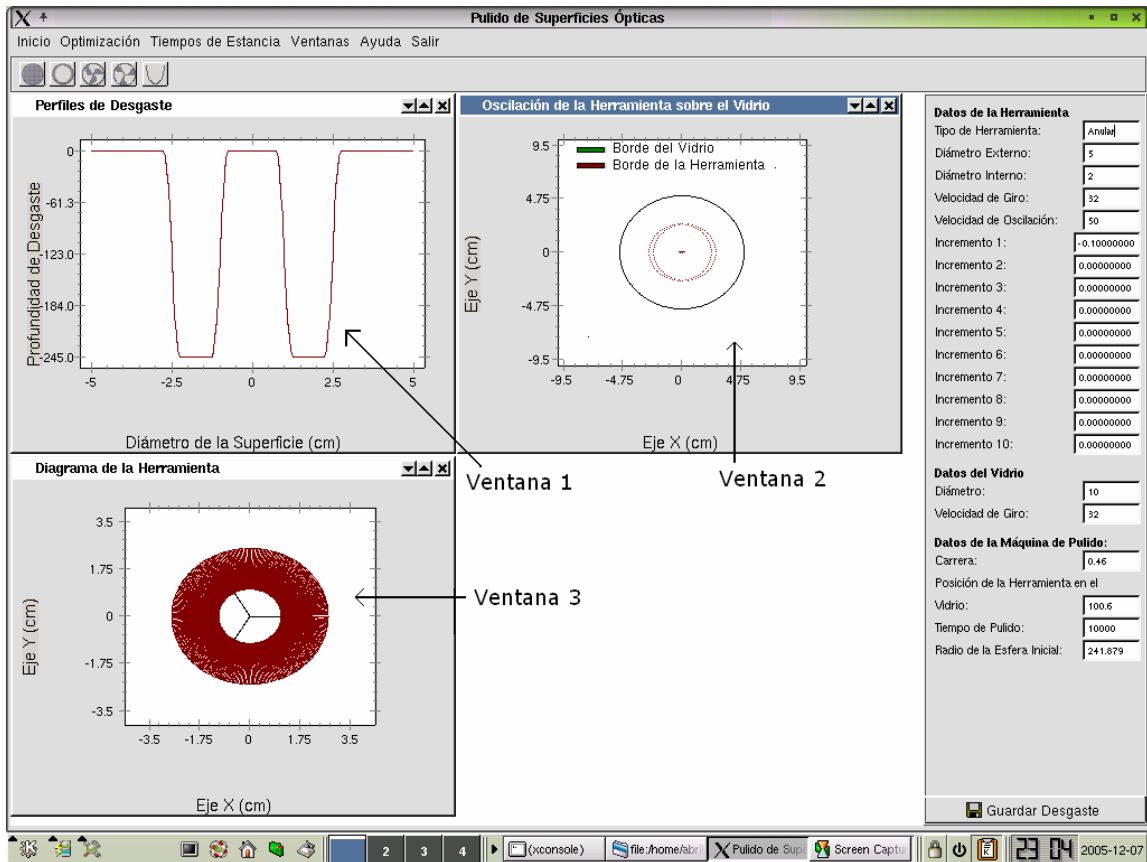 Pulido de Superficies Ópticas
Inicio Optimización Tiempos de Estancia Ventanas Ayuda Salir
Perfiles de Desgaste
0
-61.3
-123.0
-184.0
-245.0
Profundidad de Desgaste
-5 -2.5 0 2.5 5
Diámetro de la Superficie (cm)
Ventana 1
Oscilación de la Herramienta sobre el Vidrio
Borde del Vidrio
Borde de la Herramienta
9.5
4.75
0
-4.75
-9.5
Eje Y (cm)
-9.5 -4.75 0 4.75 9.5
Eje X (cm)
Ventana 2
Diagrama de la Herramienta
3.5
1.75
0
-1.75
-3.5
Eje Y (cm)
-3.5 -1.75 0 1.75 3.5
Eje X (cm)
Ventana 3
Datos de la Herramienta
Tipo de Herramienta: Anular
Diámetro Externo: 5
Diámetro Interno: 2
Velocidad de Giro: 32
Velocidad de Oscilación: 50
Incremento 1: -0.10000000
Incremento 2: 0.00000000
Incremento 3: 0.00000000
Incremento 4: 0.00000000
Incremento 5: 0.00000000
Incremento 6: 0.00000000
Incremento 7: 0.00000000
Incremento 8: 0.00000000
Incremento 9: 0.00000000
Incremento 10: 0.00000000
Datos del Vidrio
Diámetro: 10
Velocidad de Giro: 32
Datos de la Máquina de Pulido:
Carrera: 0.46
Posición de la Herramienta en el
Vidrio: 100.6
Tiempo de Pulido: 10000
Radio de la Esfera Inicial: 241.879
Guardar Desgaste
2 3 4 (xconsole) file:/home/abri Pulido de Supe Screen Captu 23 04 2005-12-07